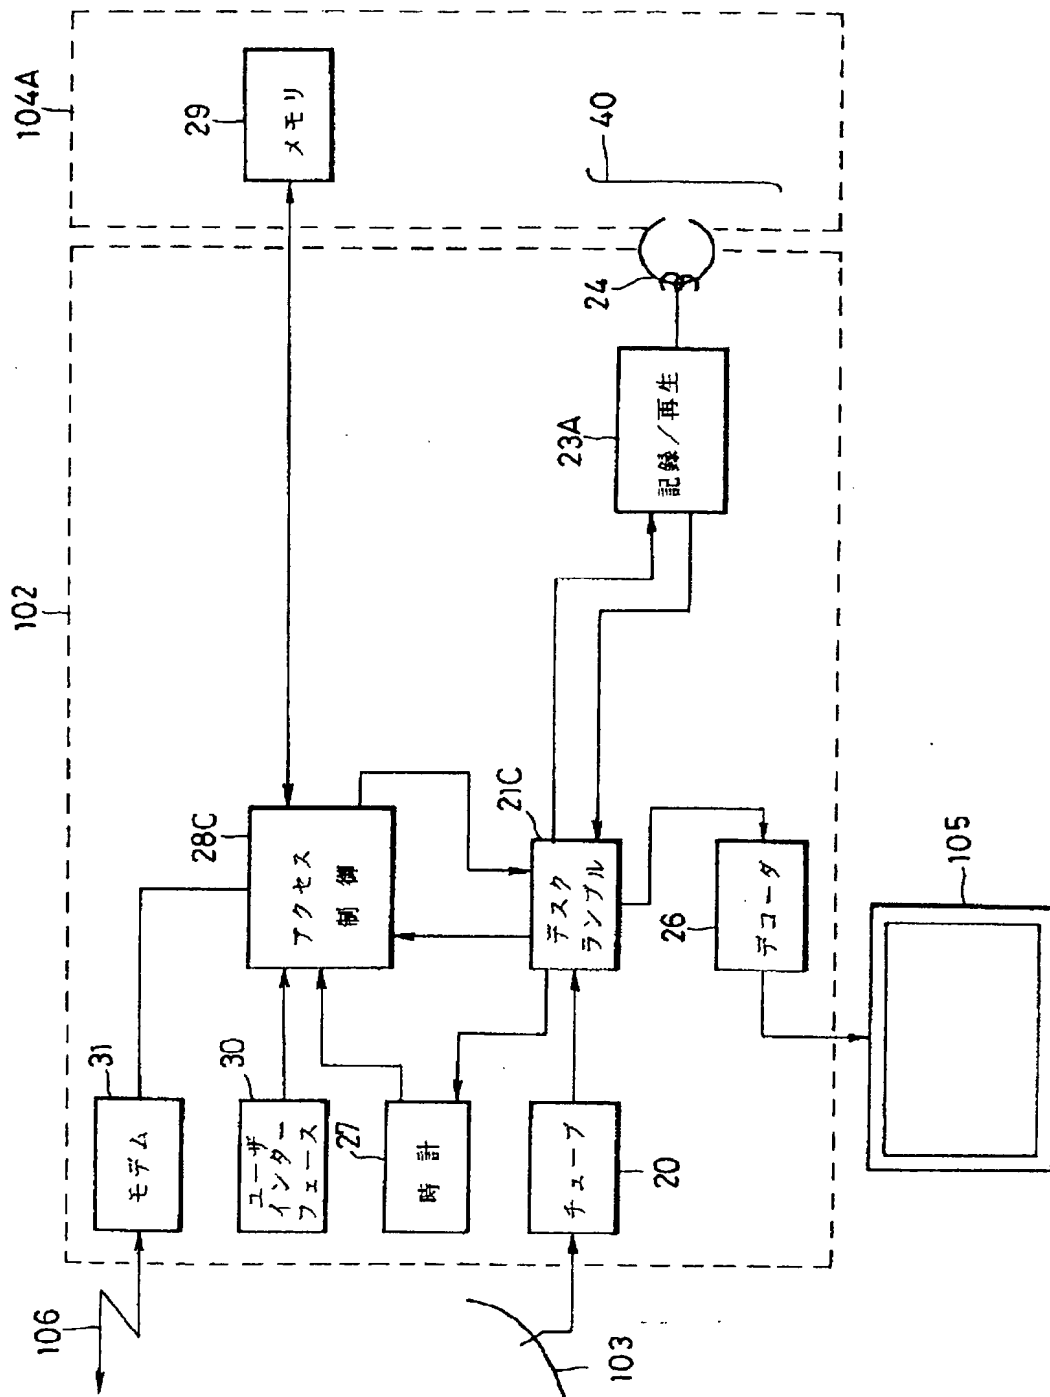 106
31
モデム
30
ユーザ
インター
フェース
27
時計
103
20
チューブ
102
28C
アクセス
制御
21C
デスク
ランブル
26
デコーダ
105
23A
記録/再生
24
104A
29
メモリ
40